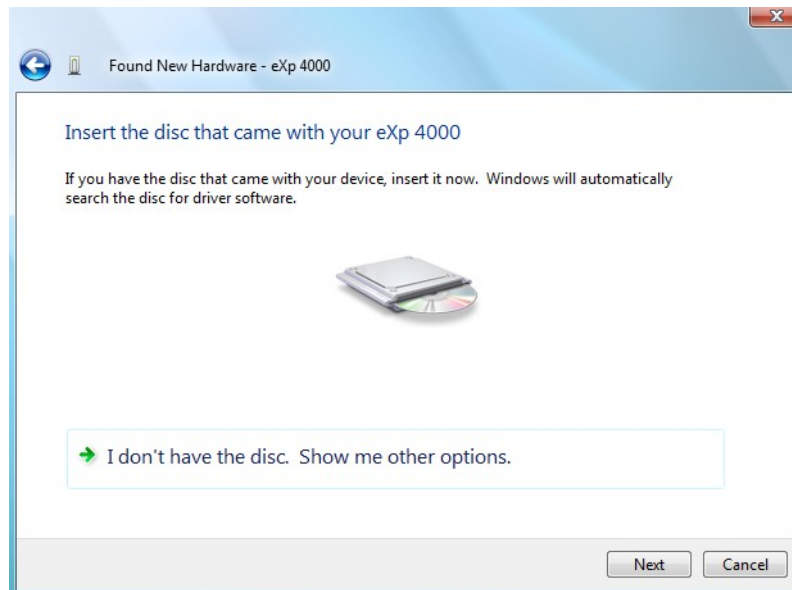 Found New Hardware - eXp 4000
Insert the disc that came with your eXp 4000
If you have the disc that came with your device, insert it now.  Windows will automatically
search the disc for driver software.
I don't have the disc.  Show me other options.
Next
Cancel